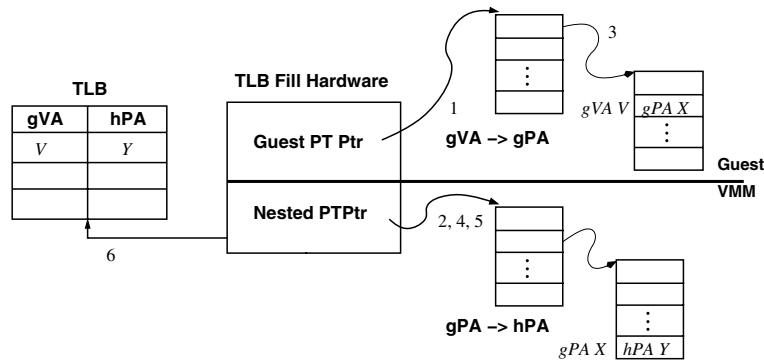 TLB
gVA hPA
V Y
TLB Fill Hardware
Guest PT Ptr
Nested PTPtr
1
3
gVA V gPA X
gVA −> gPA
Guest
VMM
2, 4, 5
6
gPA −> hPA
gPA X hPA Y